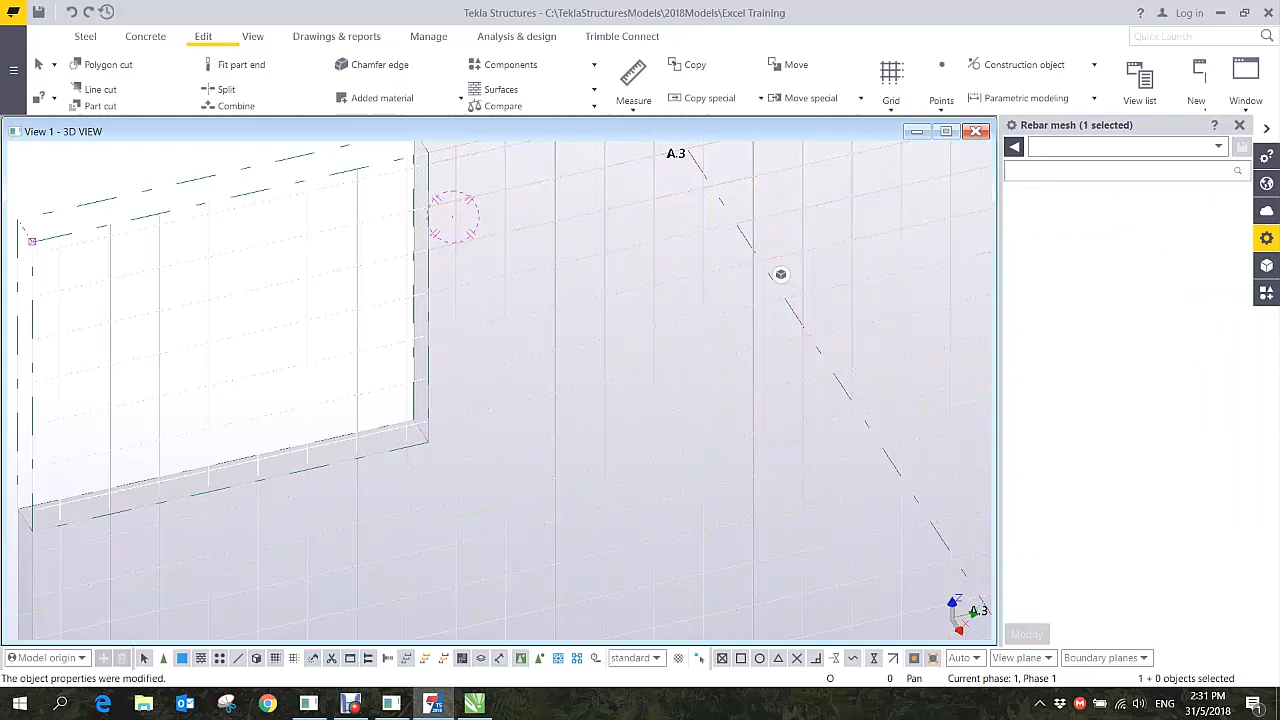 Tekla Structures - C:\TeklaStructuresModels\2018Models\Excel Training
Log in
Steel Concrete Edit View Drawings & reports Manage Analysis & design Trimble Connect
Quick Launch
Polygon cut Fit part end Chamfer edge Components Copy Move Construction object
Line cut Split Surfaces
Added material Measure Copy special Move special Grid Points Parametric modeling View list New Window
Part cut Combine Compare
View 1 - 3D VIEW
Rebar mesh (1 selected)
A.3
Z
A.3
Modify
Model origin standard Auto View plane Boundary planes
The object properties were modified. O 0 Pan Current phase: 1, Phase 1 1 + 0 objects selected
ENG 2:31 PM
31/5/2018